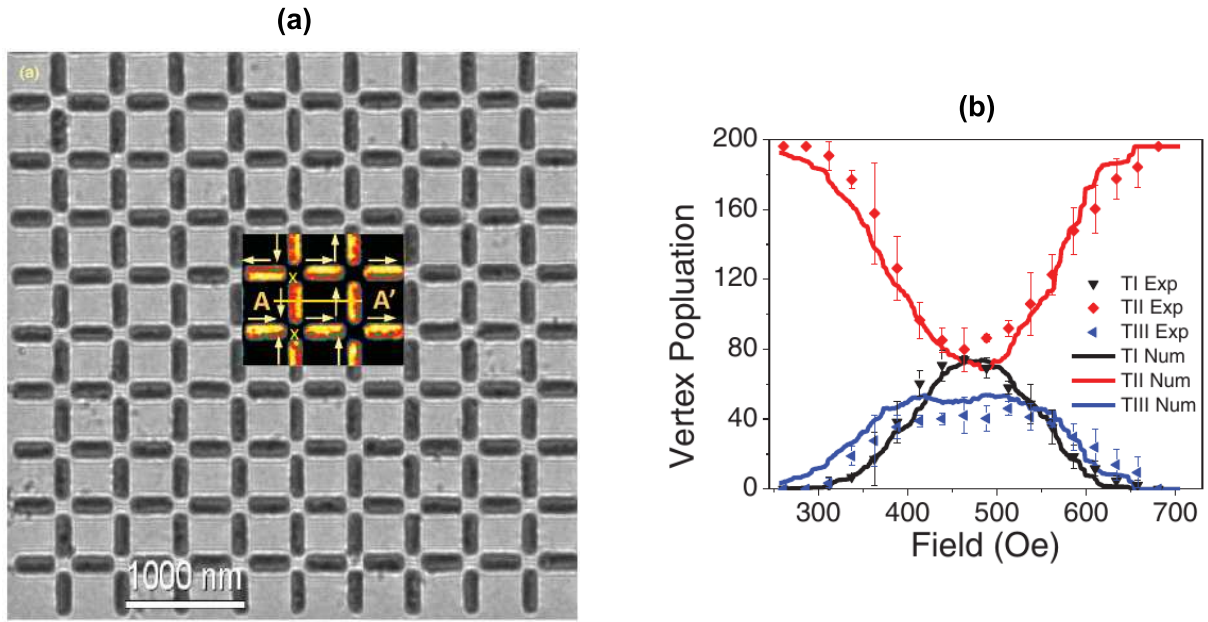 (a)
(a)
A A'
x
x
1000 nm
(b)
Vertex Popluation
200
160
120
80
40
0
TI Exp
TII Exp
TIII Exp
TI Num
TII Num
TIII Num
300 400 500 600 700
Field (Oe)